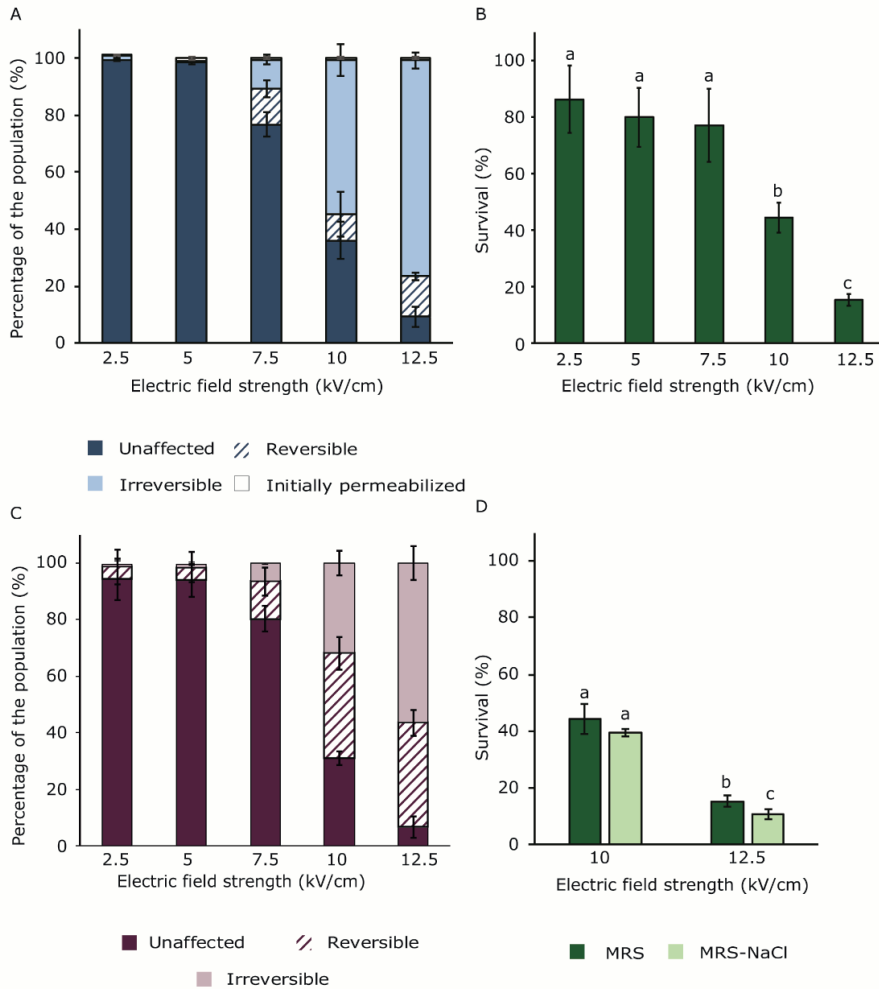 A
Percentage of the population (%)
100
80
60
40
20
0
2.5 5 7.5 10 12.5
Electric field strength (kV/cm)
Unaffected Reversible
Irreversible Initially permeabilized
B
Survival (%)
100
80
60
40
20
0
a a a b c
2.5 5 7.5 10 12.5
Electric field strength (kV/cm)
C
Percentage of the population (%)
100
80
60
40
20
0
2.5 5 7.5 10 12.5
Electric field strength (kV/cm)
Unaffected Reversible
Irreversible
D
Survival (%)
100
80
60
40
20
0
a a b c
10 12.5
Electric field strength (kV/cm)
MRS MRS-NaCl